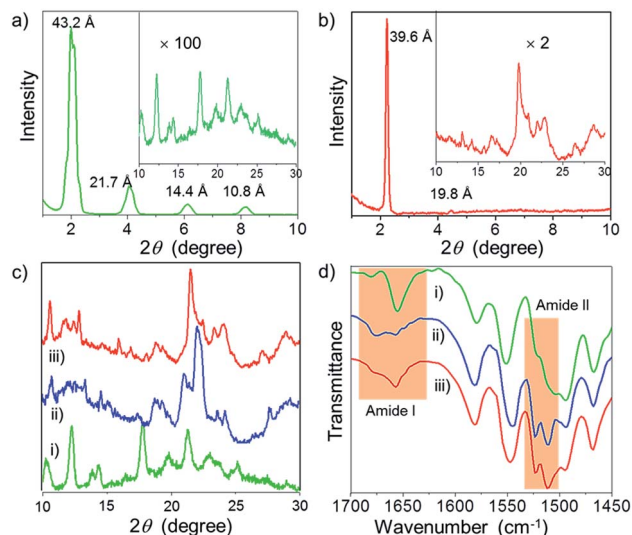 a)
43.2 Å
× 100
10 15 20 25 30
21.7 Å
14.4 Å
10.8 Å
Intensity
2 4 6 8 10
2θ (degree)
b)
39.6 Å
× 2
10 15 20 25 30
19.8 Å
Intensity
2 4 6 8 10
2θ (degree)
c)
iii)
ii)
i)
10 15 20 25 30
2θ (degree)
d)
i)
Amide II
ii)
iii)
Amide I
Transmittance
1700 1650 1600 1550 1500 1450
Wavenumber (cm⁻¹)